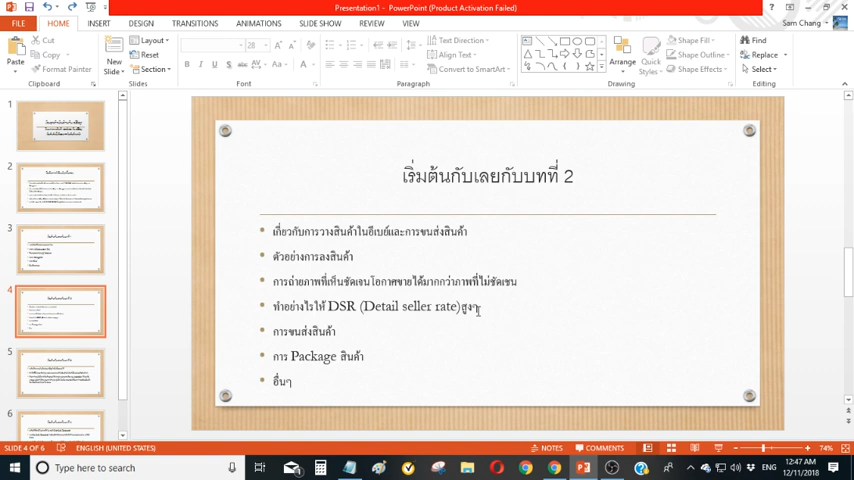 Presentation1 - PowerPoint (Product Activation Failed)
Sam Chang
FILE HOME INSERT DESIGN TRANSITIONS ANIMATIONS SLIDE SHOW REVIEW VIEW
Cut
Copy
Format Painter
Paste
Clipboard
New Slide
Layout
Reset
Section
Slides
28
Font
Text Direction
Align Text
Convert to SmartArt
Paragraph
Arrange
Quick Styles
Shape Fill
Shape Outline
Shape Effects
Drawing
Find
Replace
Select
Editing
1
2
3
4
5
6
เริ่มต้นกับเลยกับบทที่ 2
เกี่ยวกับการวางสินค้าในอีเบย์และการขนส่งสินค้า
ตัวอย่างการลงสินค้า
การถ่ายภาพที่เห็นชัดเจนโอกาศขายได้มากกว่าภาพที่ไม่ชัดเชน
ทำอย่างไรให้ DSR (Detail seller rate)สูงๆ
การขนส่งสินค้า
การ Package สินค้า
อื่นๆ
SLIDE 4 OF 6 ENGLISH (UNITED STATES) NOTES COMMENTS 74%
Type here to search
ENG
12:47 AM
12/11/2018